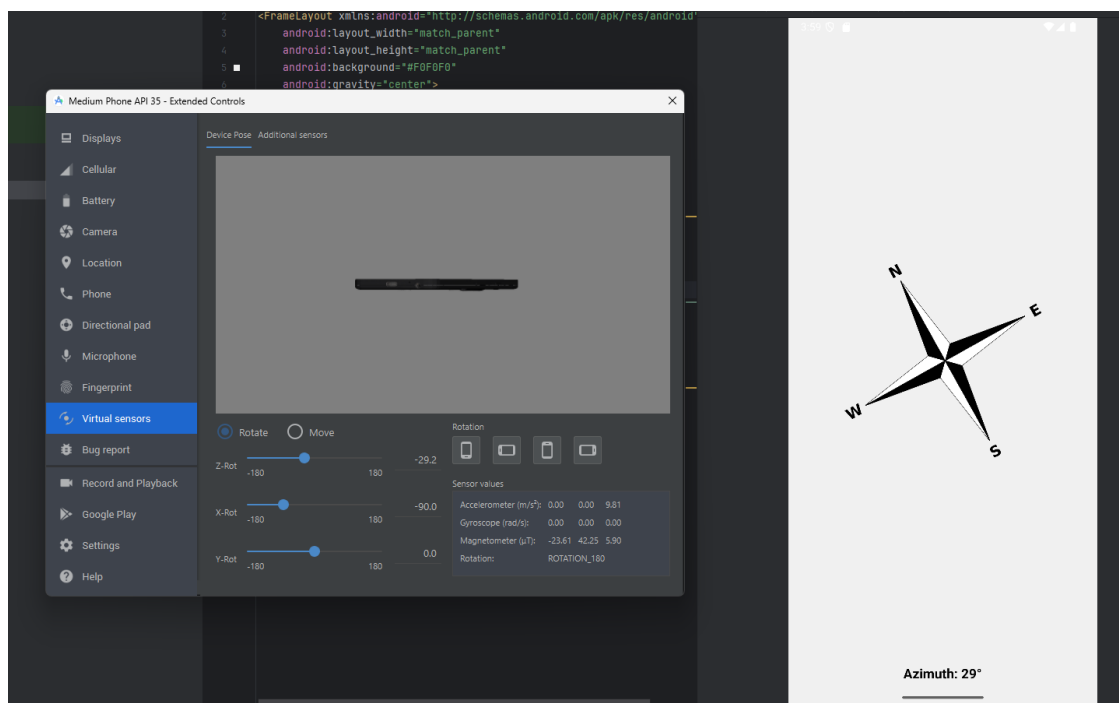 2 <FrameLayout xmlns:android="http://schemas.android.com/apk/res/android"
3 android:layout_width="match_parent"
4 android:layout_height="match_parent"
5 android:background="#F0F0F0"
6 android:gravity="center">
Medium Phone API 35 - Extended Controls
Displays
Cellular
Battery
Camera
Location
Phone
Directional pad
Microphone
Fingerprint
Virtual sensors
Bug report
Record and Playback
Google Play
Settings
Help
Device Pose Additional sensors
Rotate Move
Z-Rot -180 180 -29.2
X-Rot -180 180 -90.0
Y-Rot -180 180 0.0
Rotation
Sensor values
Accelerometer (m/s²): 0.00 0.00 9.81
Gyroscope (rad/s): 0.00 0.00 0.00
Magnetometer (μT): -23.61 42.25 5.90
Rotation: ROTATION_180
N
E
W
S
Azimuth: 29°